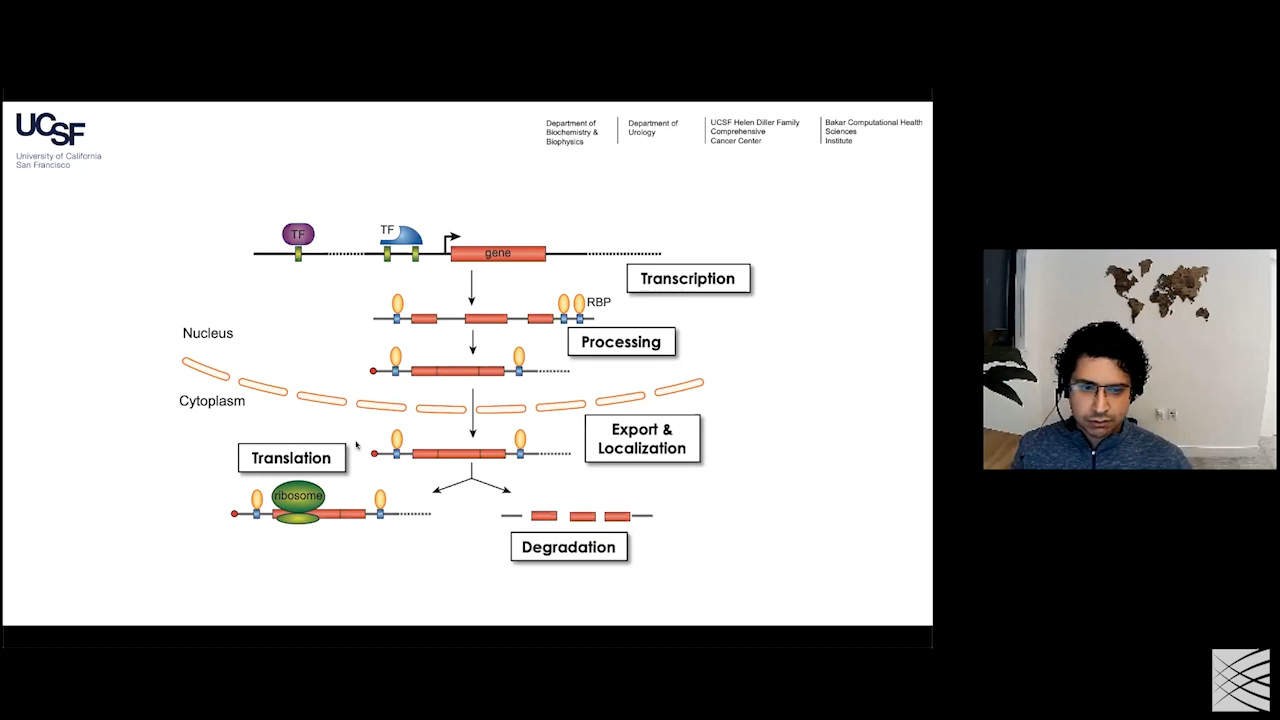 UCSF
University of California
San Francisco
Department of
Biochemistry &
Biophysics
Department of
Urology
UCSF Helen Diller Family
Comprehensive
Cancer Center
Bakar Computational Health
Sciences
Institute
TF
TF
gene
Transcription
RBP
Nucleus
Processing
Cytoplasm
Export &
Localization
Translation
ribosome
Degradation